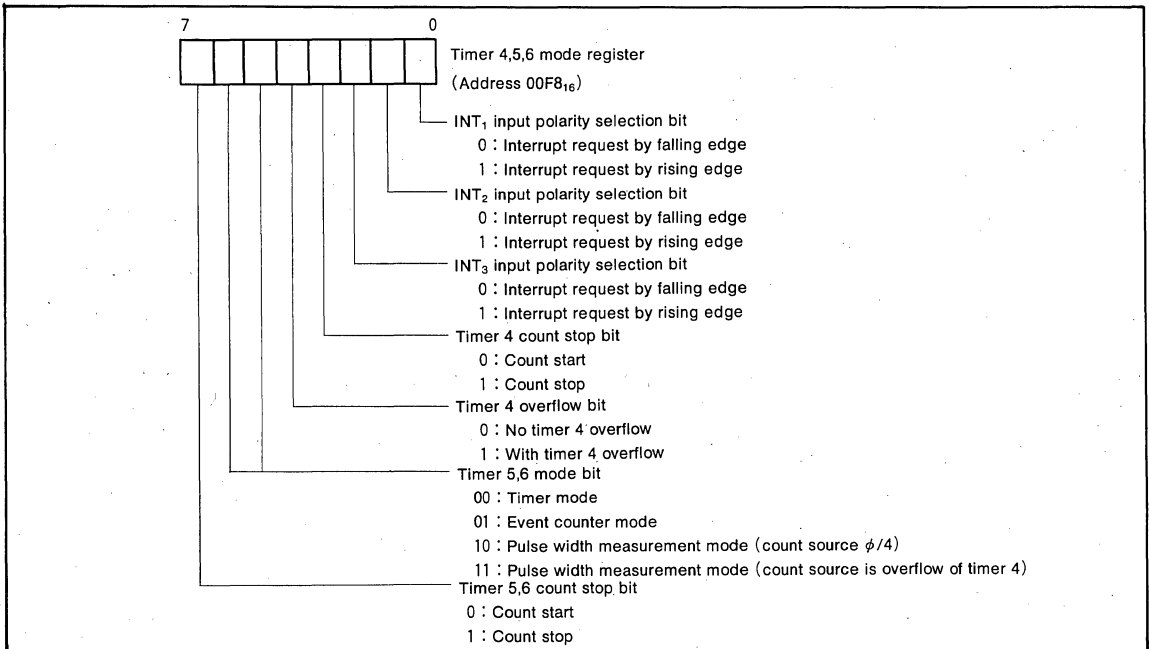 7 0
Timer 4,5,6 mode register
(Address 00F8₁₆)
INT₁ input polarity selection bit
0 : Interrupt request by falling edge
1 : Interrupt request by rising edge
INT₂ input polarity selection bit
0 : Interrupt request by falling edge
1 : Interrupt request by rising edge
INT₃ input polarity selection bit
0 : Interrupt request by falling edge
1 : Interrupt request by rising edge
Timer 4 count stop bit
0 : Count start
1 : Count stop
Timer 4 overflow bit
0 : No timer 4 overflow
1 : With timer 4 overflow
Timer 5,6 mode bit
00 : Timer mode
01 : Event counter mode
10 : Pulse width measurement mode (count source φ/4)
11 : Pulse width measurement mode (count source is overflow of timer 4)
Timer 5,6 count stop bit
0 : Count start
1 : Count stop